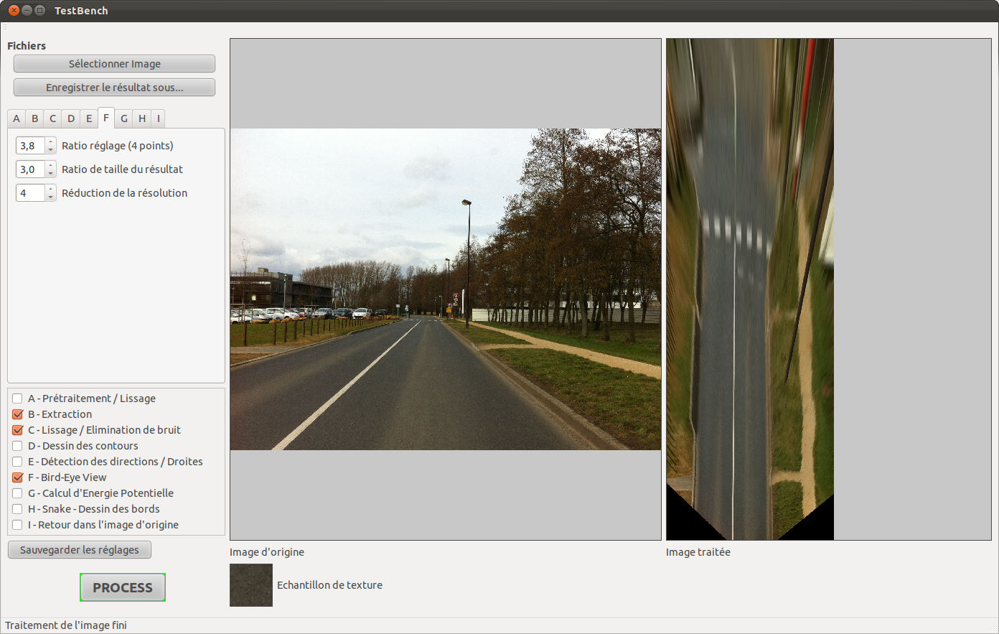 TestBench
Fichiers
Sélectionner Image
Enregistrer le résultat sous...
A B C D E F G H I
3,8 Ratio réglage (4 points)
3,0 Ratio de taille du résultat
4 Réduction de la résolution
A - Prétraitement / Lissage
B - Extraction
C - Lissage / Elimination de bruit
D - Dessin des contours
E - Détection des directions / Droites
F - Bird-Eye View
G - Calcul d'Energie Potentielle
H - Snake - Dessin des bords
I - Retour dans l'image d'origine
Sauvegarder les réglages
PROCESS
Image d'origine
Echantillon de texture
Image traitée
Traitement de l'image fini